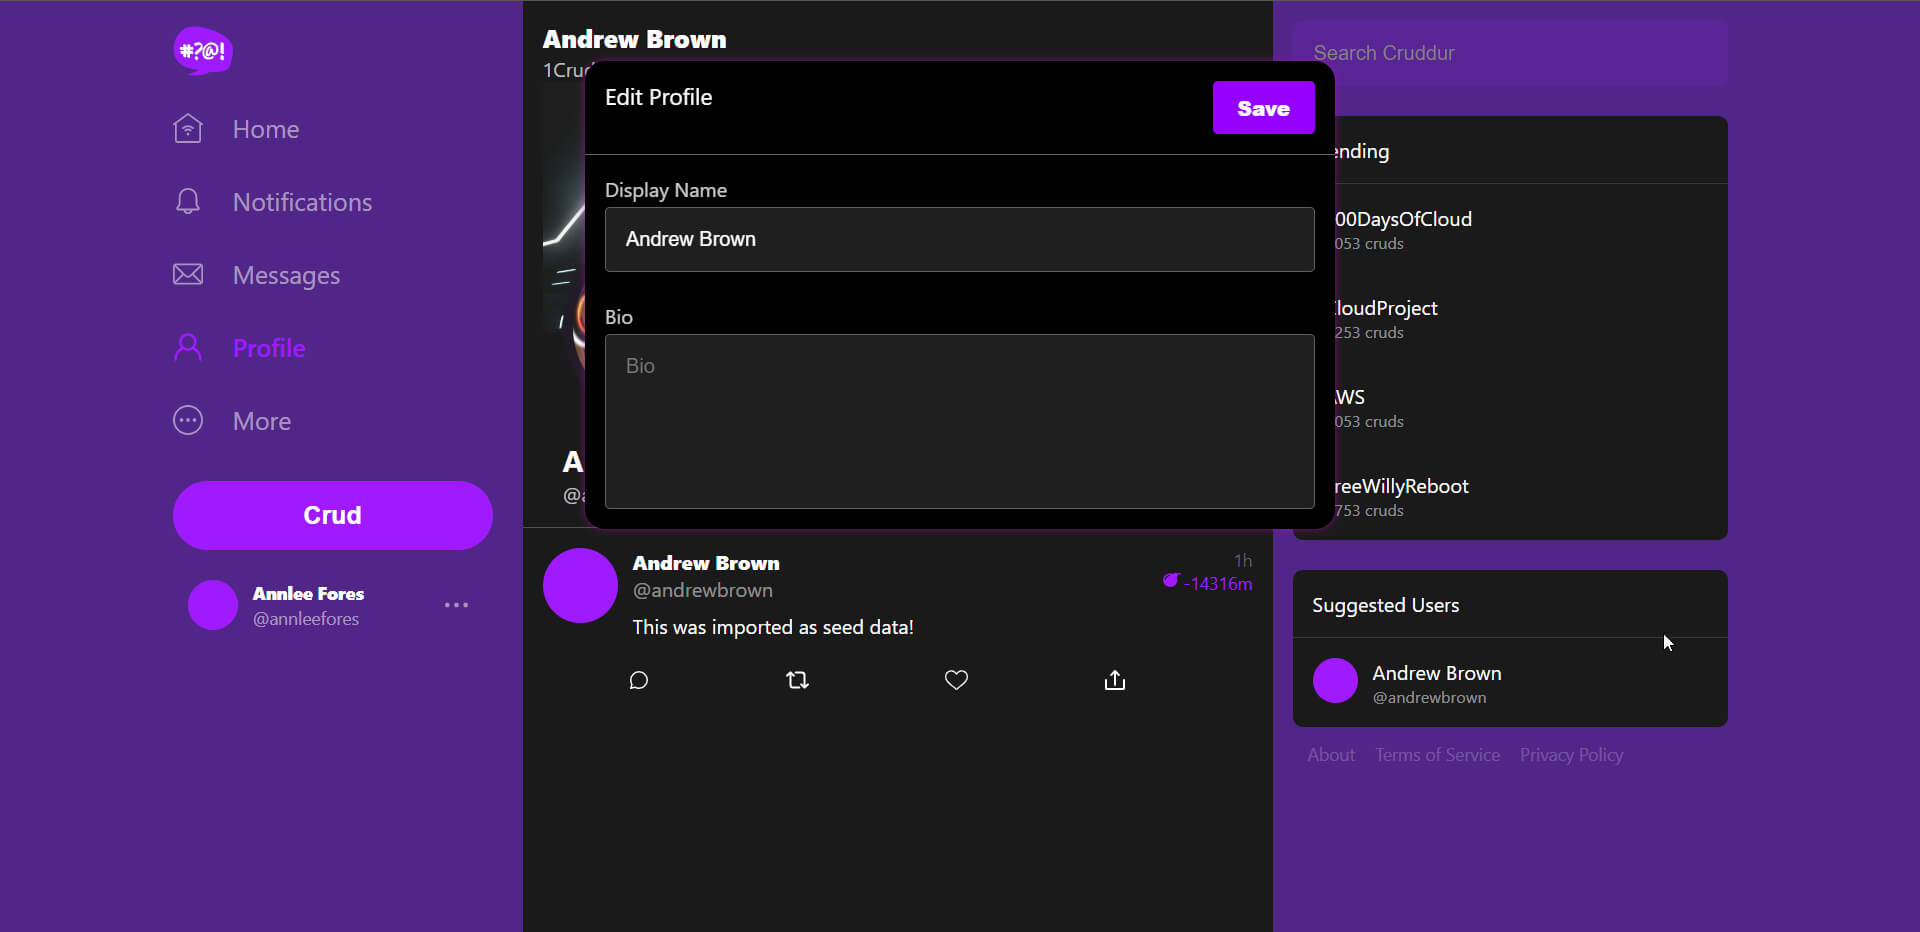 #?@!
Home
Notifications
Messages
Profile
More
Crud
Annlee Fores
@annleefores
Andrew Brown
Edit Profile
Save
Display Name
Andrew Brown
Bio
Bio
Andrew Brown
@andrewbrown
1h
-14316m
This was imported as seed data!
Search Cruddur
ending
00DaysOfCloud
053 cruds
loudProject
253 cruds
WS
053 cruds
reeWillyReboot
753 cruds
Suggested Users
Andrew Brown
@andrewbrown
About Terms of Service Privacy Policy